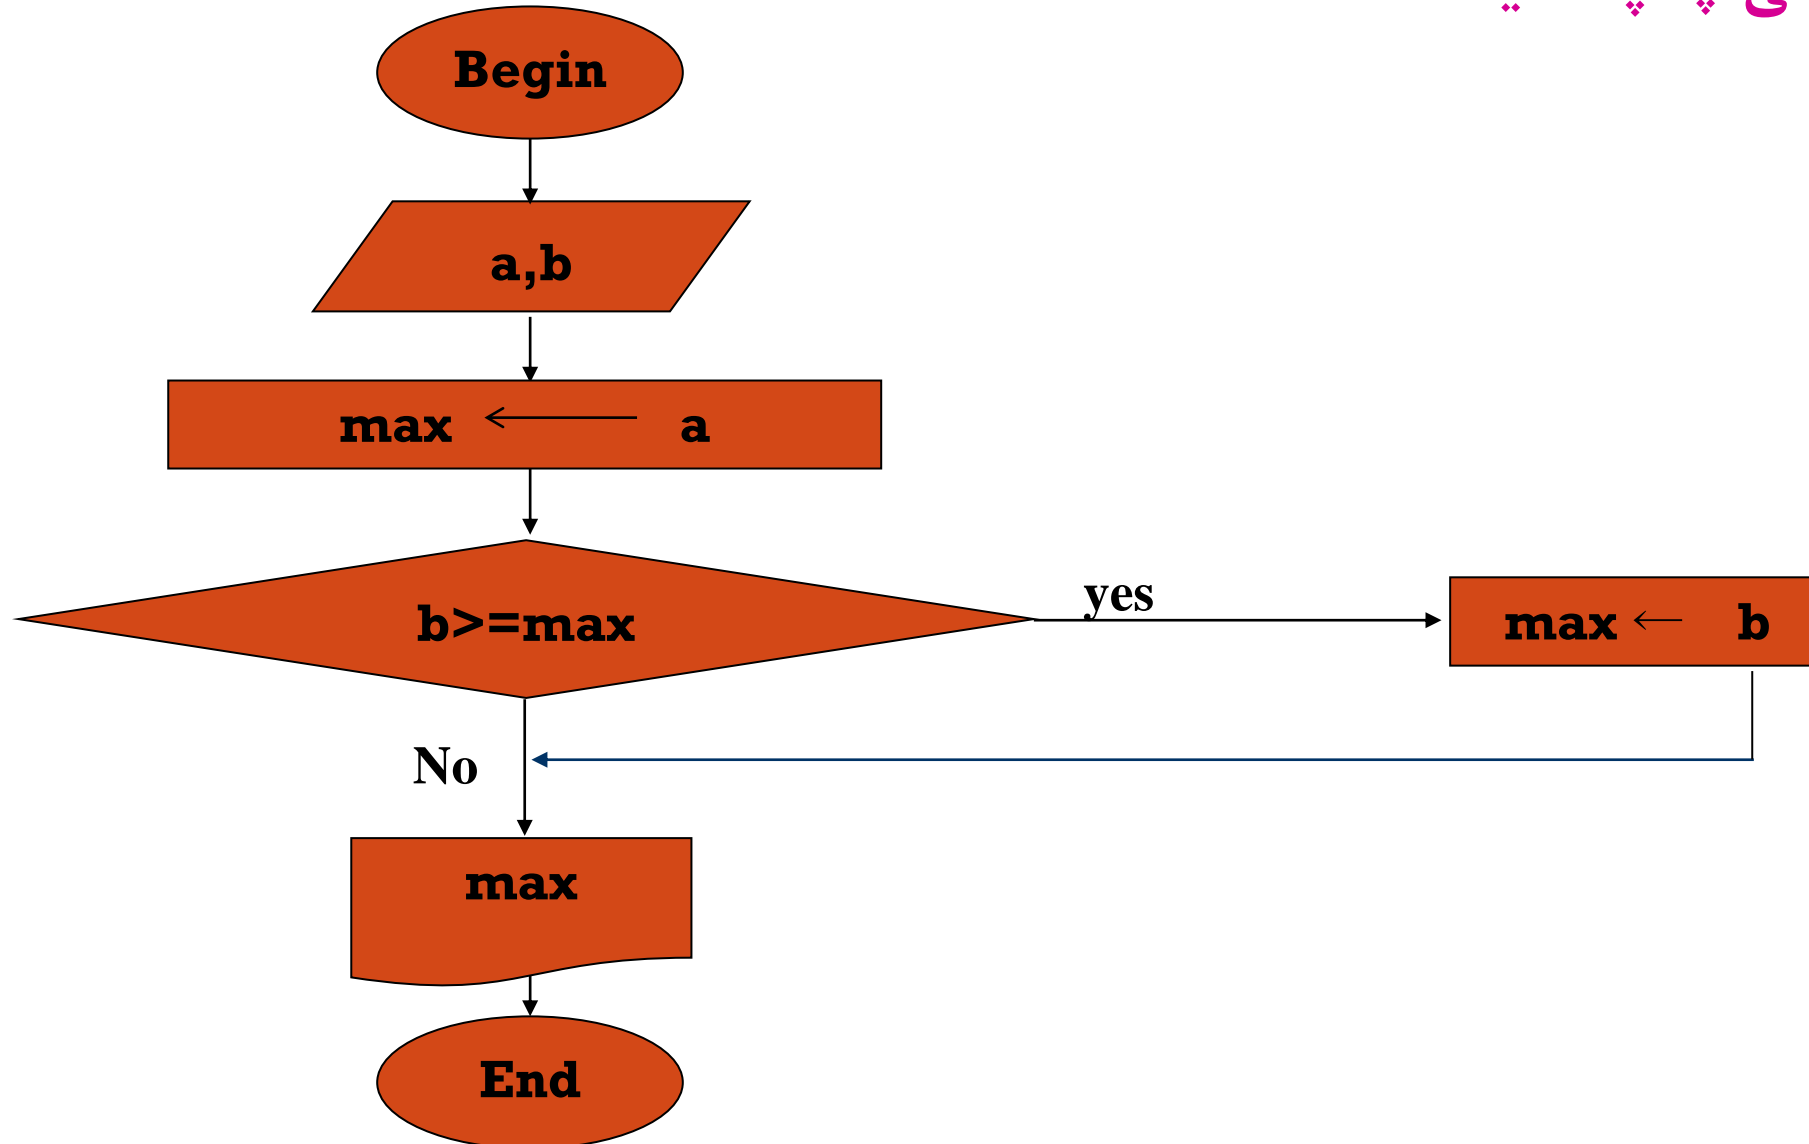 Begin
a,b
max ← a
b>=max
yes
max ← b
No
max
End